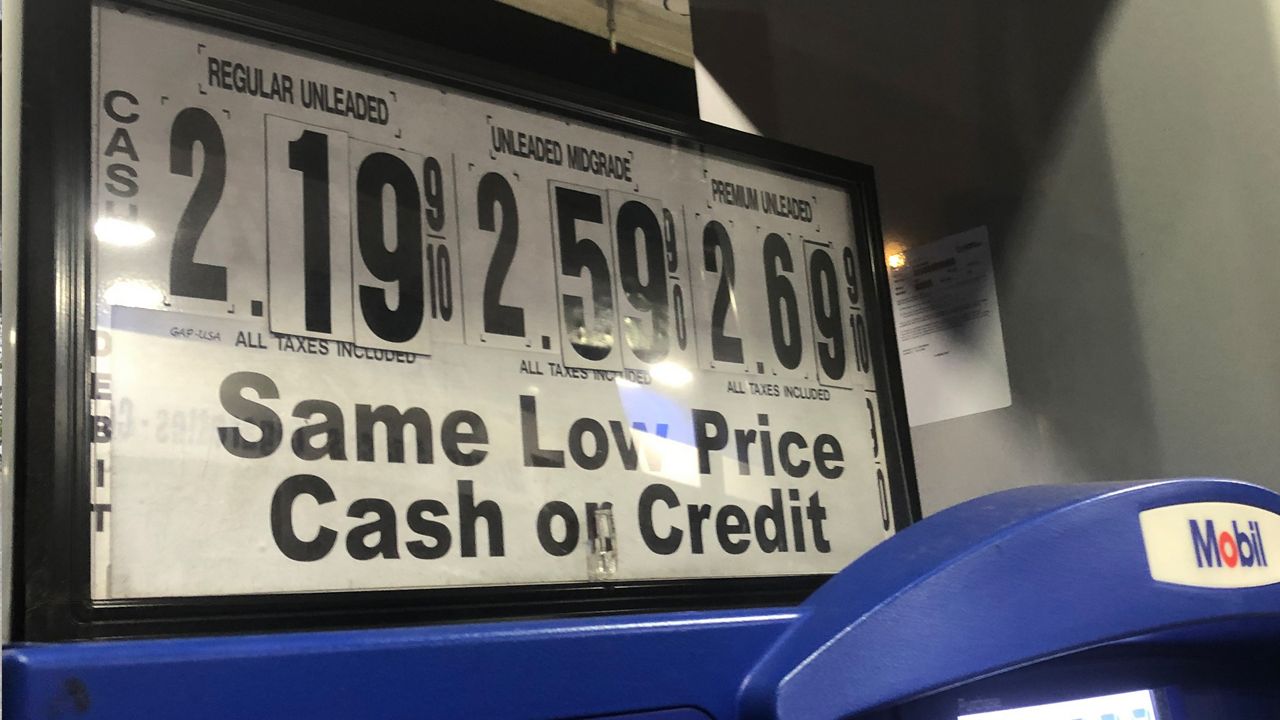 REGULAR UNLEADED
UNLEADED MIDGRADE
PREMIUM UNLEADED
CASH
2.19 9/10
2.59 9/10
2.69 9/10
GAP-USA
ALL TAXES INCLUDED
ALL TAXES INCLUDED
ALL TAXES INCLUDED
DEBIT
Same Low Price
Cash or Credit
Mobil